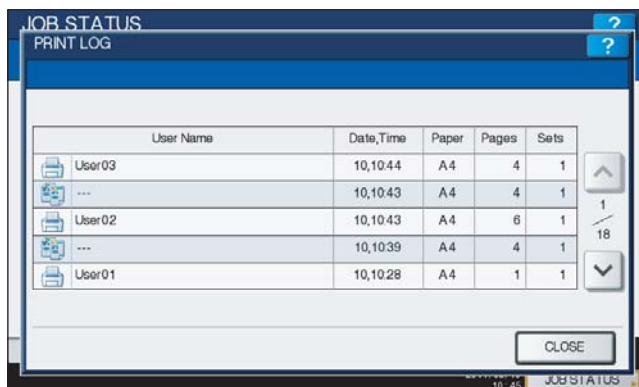 JOB STATUS ?
PRINT LOG ?
User Name Date,Time Paper Pages Sets
User03 10,10:44 A4 4 1
--- 10,10:43 A4 4 1
User02 10,10:43 A4 6 1
--- 10,10:39 A4 4 1
User01 10,10:28 A4 1 1
1
18
CLOSE
10:45 JOB STATUS